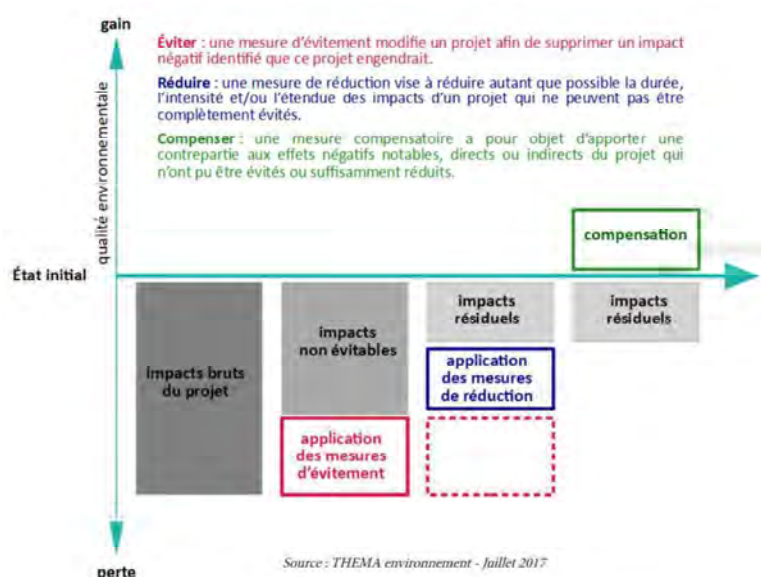 gain
Éviter : une mesure d'évitement modifie un projet afin de supprimer un impact
négatif identifié que ce projet engendrait.
Réduire : une mesure de réduction vise à réduire autant que possible la durée,
l'intensité et/ou l'étendue des impacts d'un projet qui ne peuvent pas être
complètement évités.
Compenser : une mesure compensatoire a pour objet d'apporter une
contrepartie aux effets négatifs notables, directs ou indirects du projet qui
n'ont pu être évités ou suffisamment réduits.
qualité environnementale
compensation
État initial
impacts bruts
du projet
impacts
non évitables
application
des mesures
d'évitement
impacts
résiduels
application
des mesures
de réduction
impacts
résiduels
Source : THEMA environnement - Juillet 2017
perte